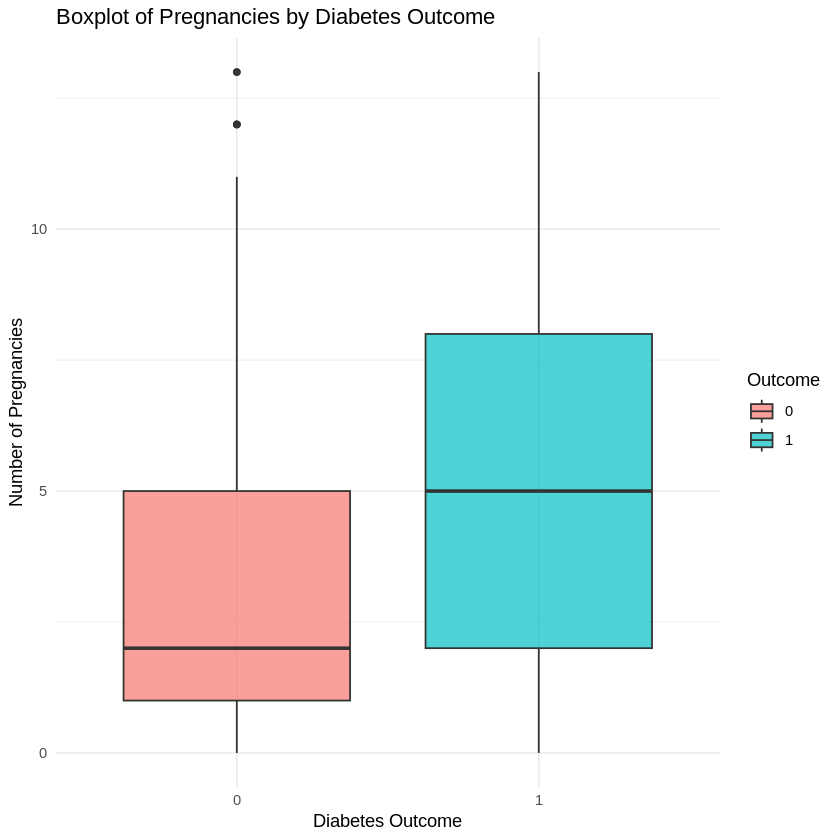 Boxplot of Pregnancies by Diabetes Outcome
Number of Pregnancies
10
5
0
0
1
Diabetes Outcome
Outcome
0
1